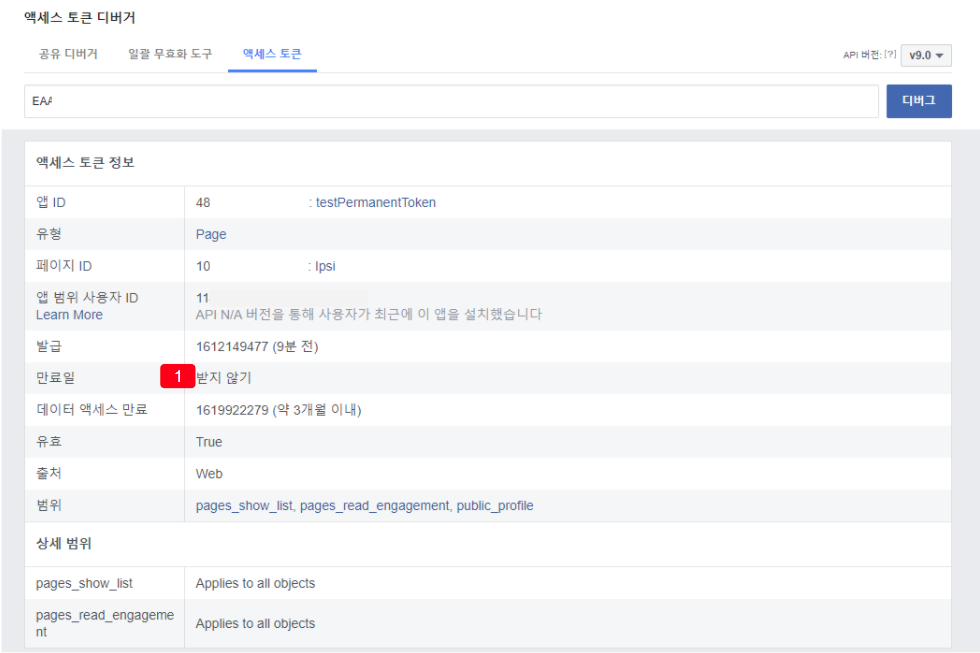 액세스 토큰 디버거
공유 디버거 일괄 무효화 도구 액세스 토큰 API 버전: [?] v9.0
EAA 디버그
액세스 토큰 정보
앱 ID 48 : testPermanentToken
유형 Page
페이지 ID 10 : Ipsi
앱 범위 사용자 ID 11
Learn More API N/A 버전을 통해 사용자가 최근에 이 앱을 설치했습니다
발급 1612149477 (9분 전)
만료일 1 받지 않기
데이터 액세스 만료 1619922279 (약 3개월 이내)
유효 True
출처 Web
범위 pages_show_list, pages_read_engagement, public_profile
상세 범위
pages_show_list Applies to all objects
pages_read_engageme
nt Applies to all objects